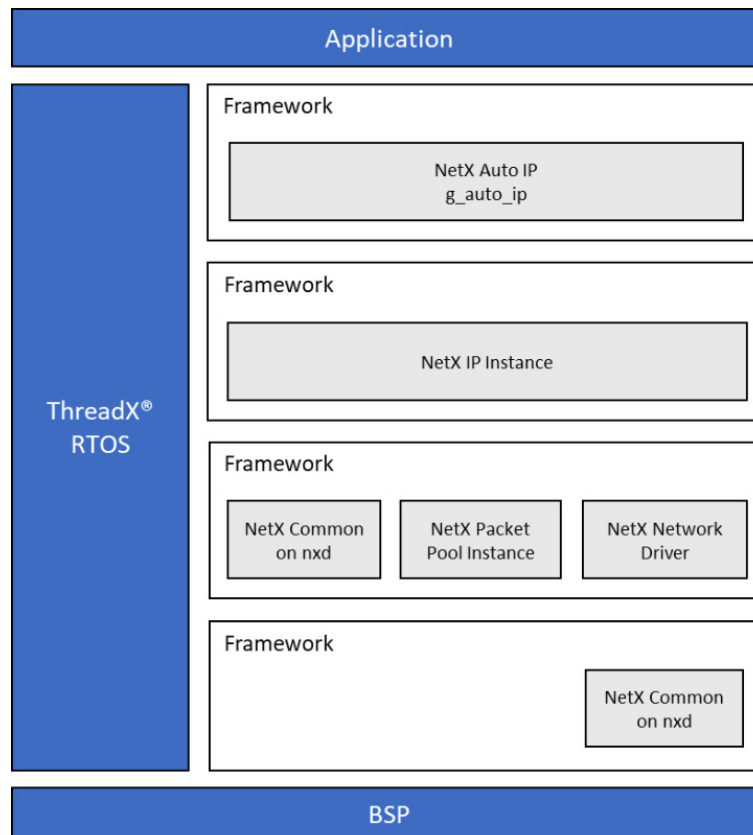 Application
ThreadX®
RTOS
Framework
NetX Auto IP
g_auto_ip
Framework
NetX IP Instance
Framework
NetX Common
on nxd
NetX Packet
Pool Instance
NetX Network
Driver
Framework
NetX Common
on nxd
BSP